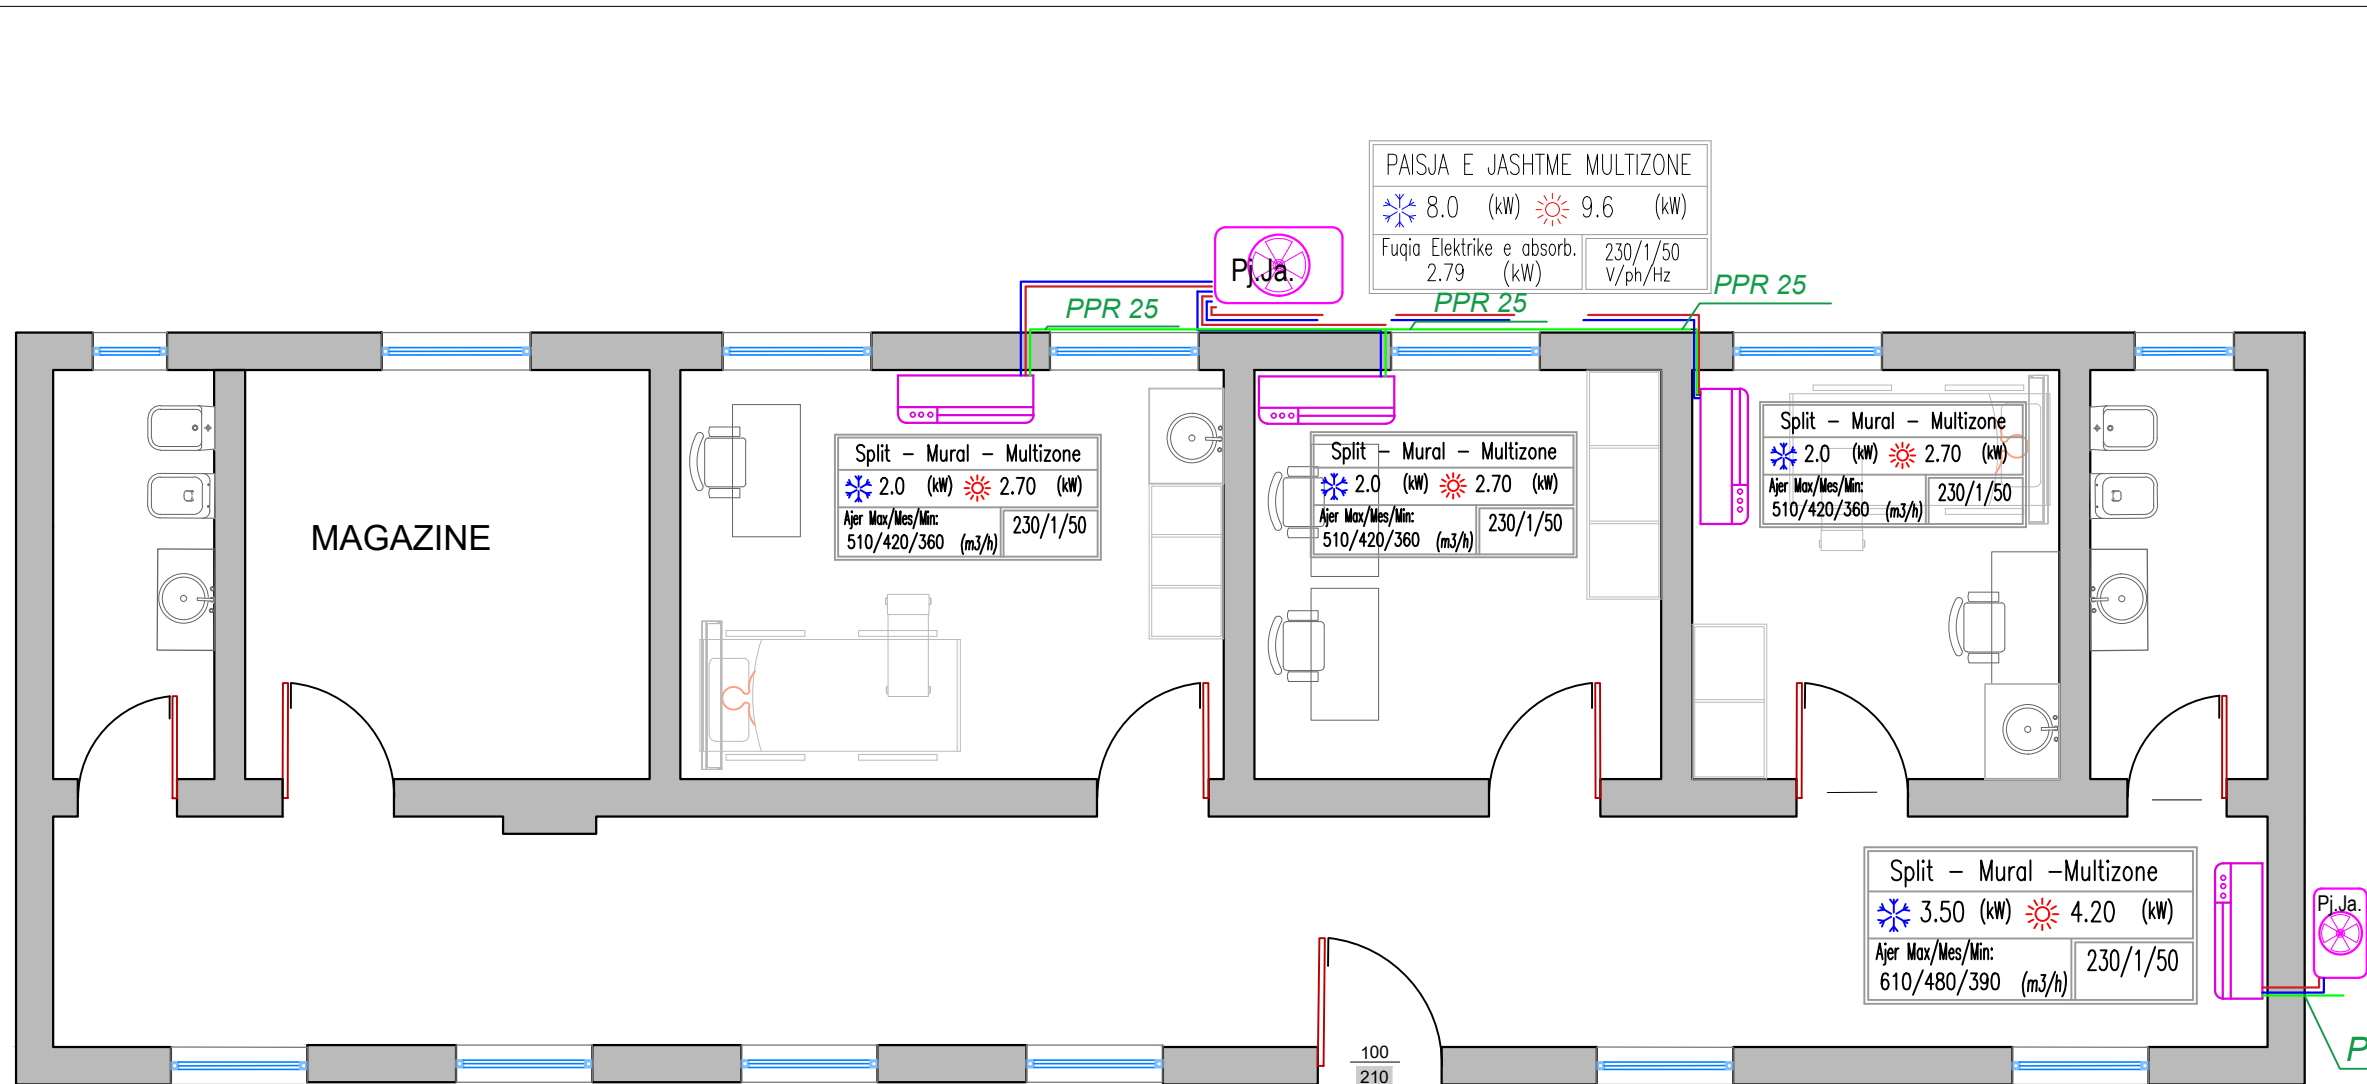 PAISJA E JASHTME MULTIZONE
8.0 (kW) 9.6 (kW)
Fuqia Elektrike e absorb.
2.79 (kW)
230/1/50
V/ph/Hz
Pj.Ja.
PPR 25
PPR 25
PPR 25
MAGAZINE
Split - Mural - Multizone
2.0 (kW) 2.70 (kW)
Ajer Max/Mes/Min:
510/420/360 (m3/h)
230/1/50
Split - Mural - Multizone
2.0 (kW) 2.70 (kW)
Ajer Max/Mes/Min:
510/420/360 (m3/h)
230/1/50
Split - Mural - Multizone
2.0 (kW) 2.70 (kW)
Ajer Max/Mes/Min:
510/420/360 (m3/h)
230/1/50
Split - Mural -Multizone
3.50 (kW) 4.20 (kW)
Ajer Max/Mes/Min:
610/480/390 (m3/h)
230/1/50
Pj.Ja.
P
100
210